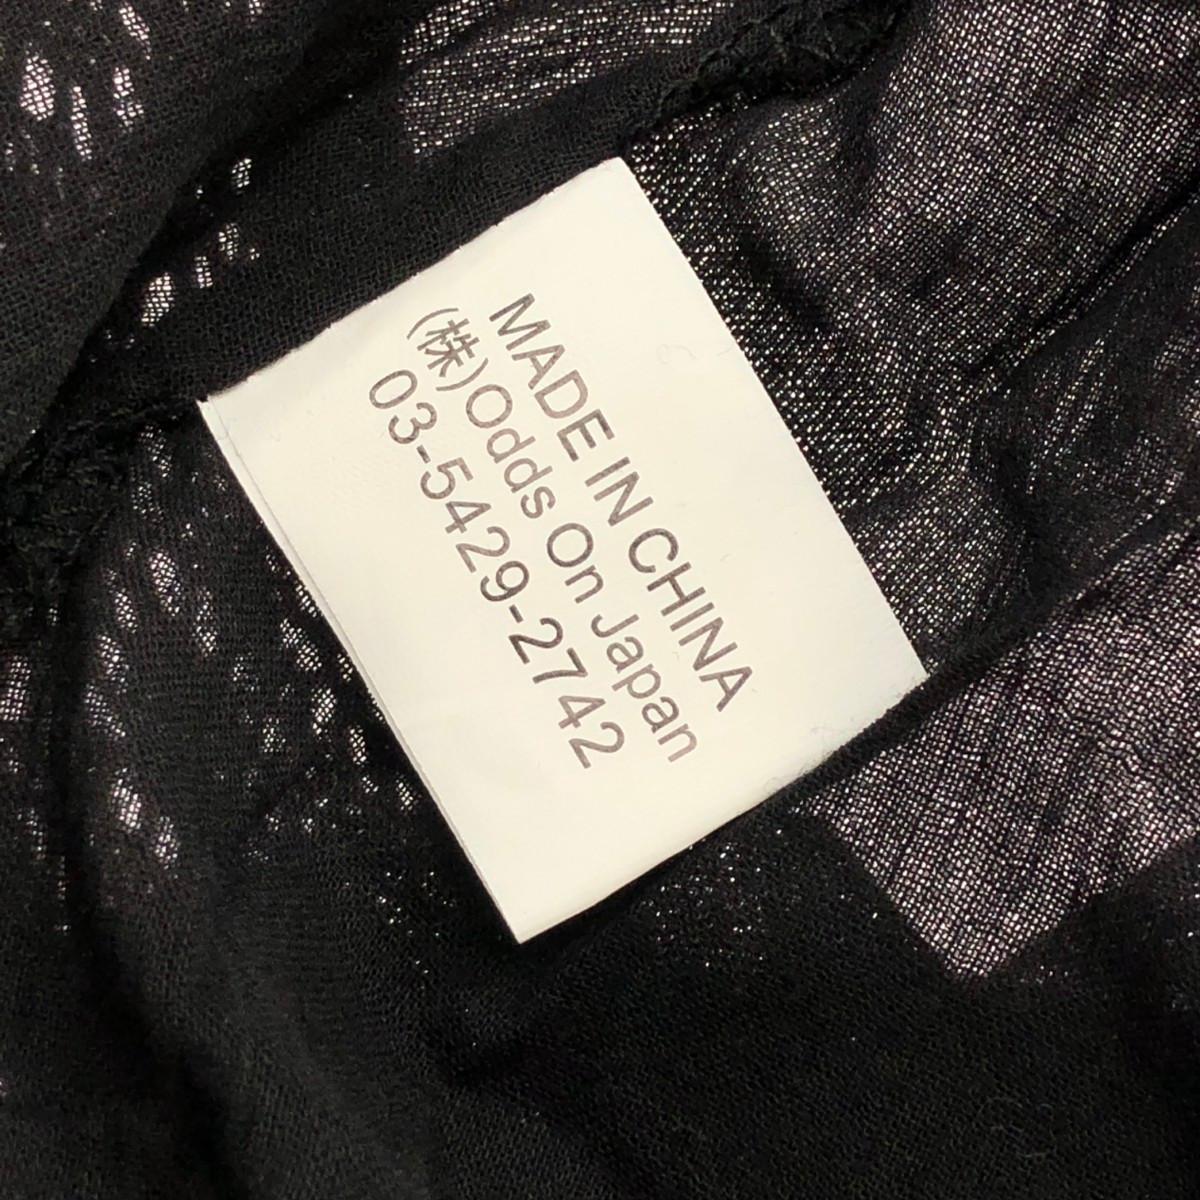 MADE IN CHINA
(株)Odds On Japan
03-5429-2742